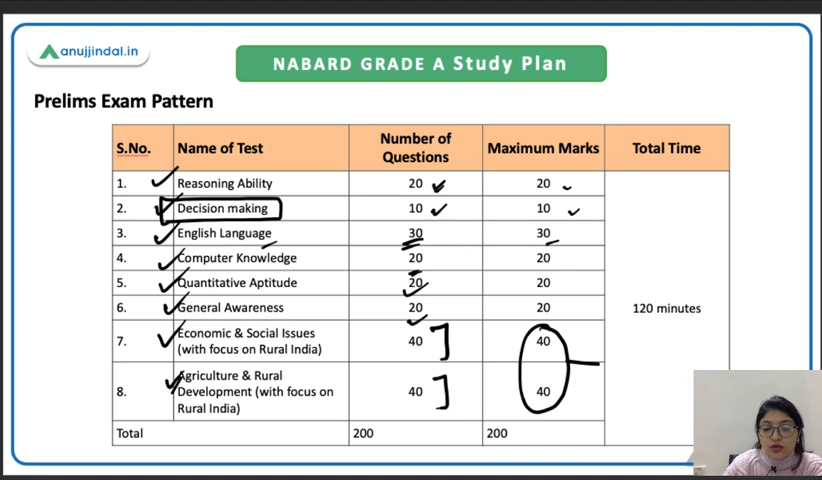 anujjindal.in
NABARD GRADE A Study Plan
Prelims Exam Pattern
S.No. Name of Test Number of Questions Maximum Marks Total Time
1. Reasoning Ability 20 20
2. Decision making 10 10
3. English Language 30 30
4. Computer Knowledge 20 20
5. Quantitative Aptitude 20 20
6. General Awareness 20 20 120 minutes
7. Economic & Social Issues (with focus on Rural India) 40 40
8. Agriculture & Rural Development (with focus on Rural India) 40 40
Total 200 200